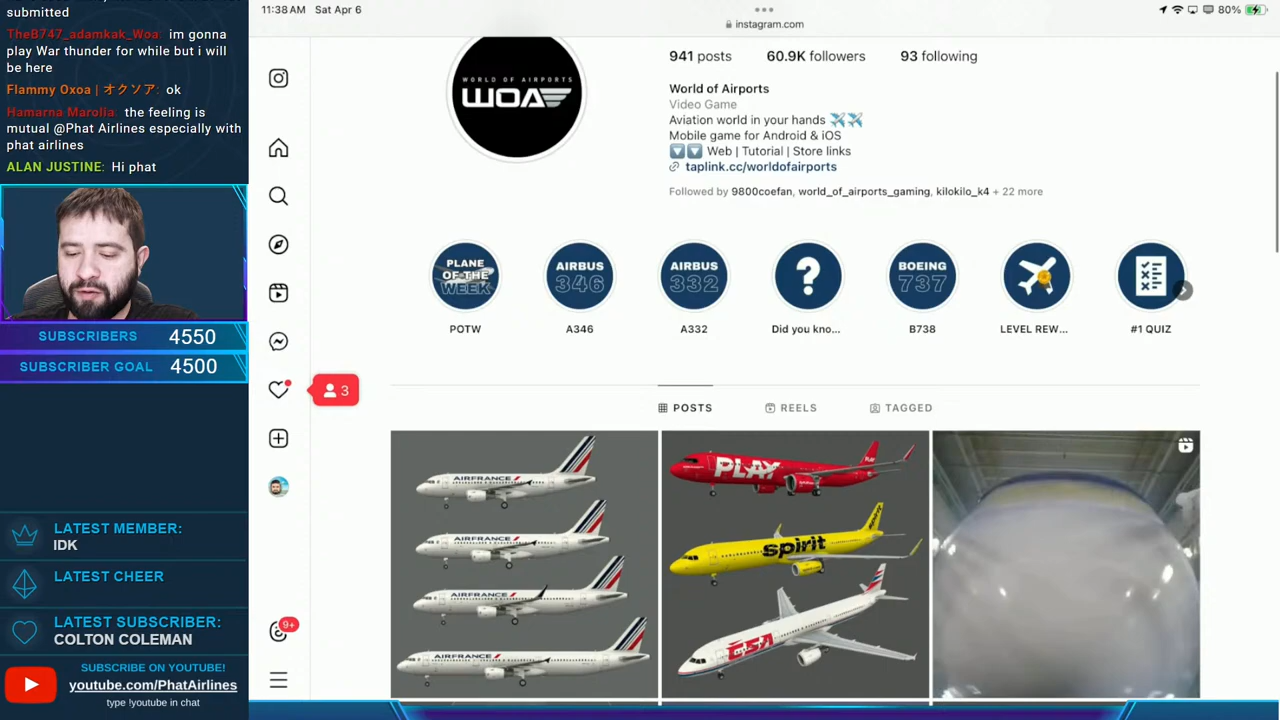 submitted
TheB747_adamkak_Woa: im gonna
play War thunder for while but i will
be here
Flammy Oxoa | オクソア: ok
Hamarna Marolla: the feeling is
mutual @Phat Airlines especially with
phat airlines
ALAN JUSTINE: Hi phat
SUBSCRIBERS 4550
SUBSCRIBER GOAL 4500
LATEST MEMBER:
IDK
LATEST CHEER
LATEST SUBSCRIBER:
COLTON COLEMAN
SUBSCRIBE ON YOUTUBE!
youtube.com/PhatAirlines
type !youtube in chat
11:38 AM Sat Apr 6
80%
instagram.com
WORLD OF AIRPORTS
WOA
941 posts 60.9K followers 93 following
World of Airports
Video Game
Aviation world in your hands ✈️✈️
Mobile game for Android & iOS
🔽🔽 Web | Tutorial | Store links
taplink.cc/worldofairports
Followed by 9800coefan, world_of_airports_gaming, kilokilo_k4 + 22 more
PLANE
OF THE
WEEK
AIRBUS
346
AIRBUS
332
?
BOEING
737
POTW A346 A332 Did you kno... B738 LEVEL REW... #1 QUIZ
3
9+
POSTS REELS TAGGED
AIRFRANCE
AIRFRANCE
AIRFRANCE
AIRFRANCE
PLAY
PLAY
spirit
CSA